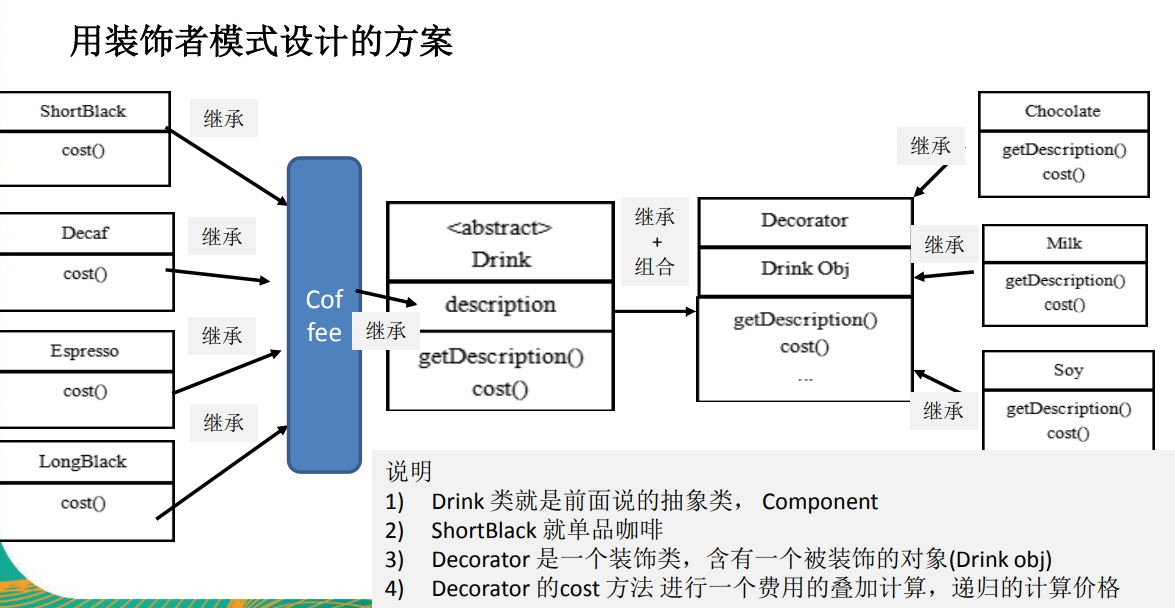 用装饰者模式设计的方案
ShortBlack
cost()
继承
Decaf
cost()
继承
Espresso
cost()
继承
LongBlack
cost()
继承
Cof
fee
继承
<abstract>
Drink
description
getDescription()
cost()
继承
+
组合
Decorator
Drink Obj
getDescription()
cost()
...
继承
Chocolate
getDescription()
cost()
继承
Milk
getDescription()
cost()
继承
Soy
getDescription()
cost()
说明
1) Drink 类就是前面说的抽象类， Component
2) ShortBlack 就单品咖啡
3) Decorator 是一个装饰类，含有一个被装饰的对象(Drink obj)
4) Decorator 的cost 方法 进行一个费用的叠加计算，递归的计算价格